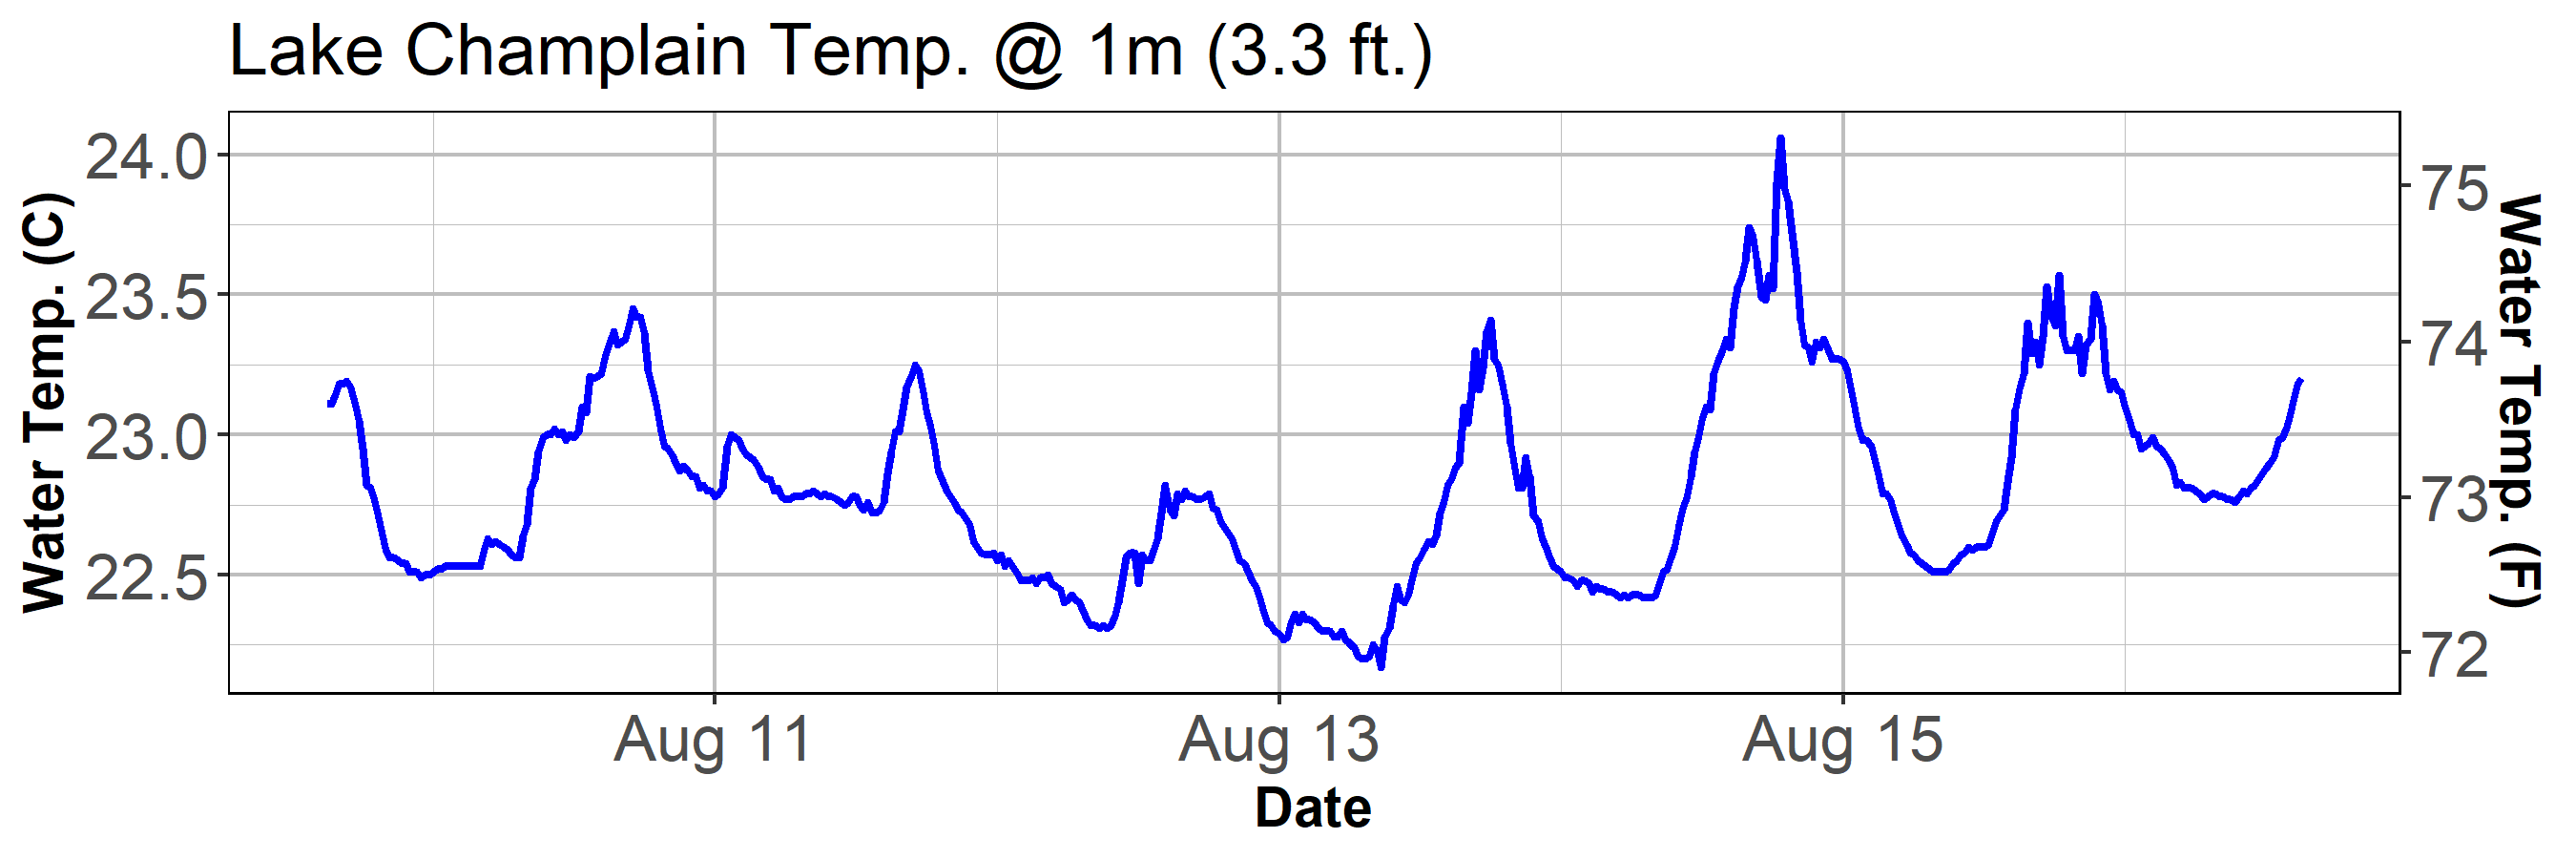 Lake Champlain Temp. @ 1m (3.3 ft.)
Water Temp. (C)
24.0
23.5
23.0
22.5
75
74
73
72
Water Temp. (F)
Aug 11
Aug 13
Aug 15
Date